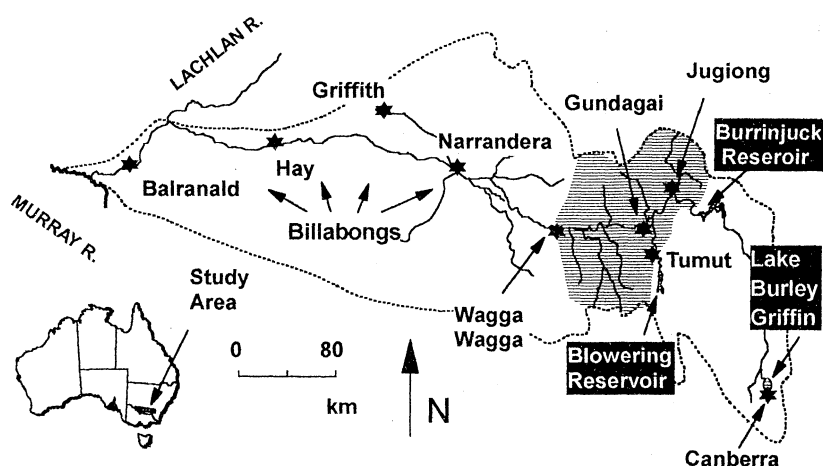 LACHLAN R.
Jugiong
Griffith
Gundagai
Burrinjuck
Reseroir
Narrandera
Hay
Balranald
Billabongs
MURRAY R.
Tumut
Lake
Burley
Griffin
Study
Area
Wagga
Wagga
Blowering
Reservoir
0 80
km
N
Canberra